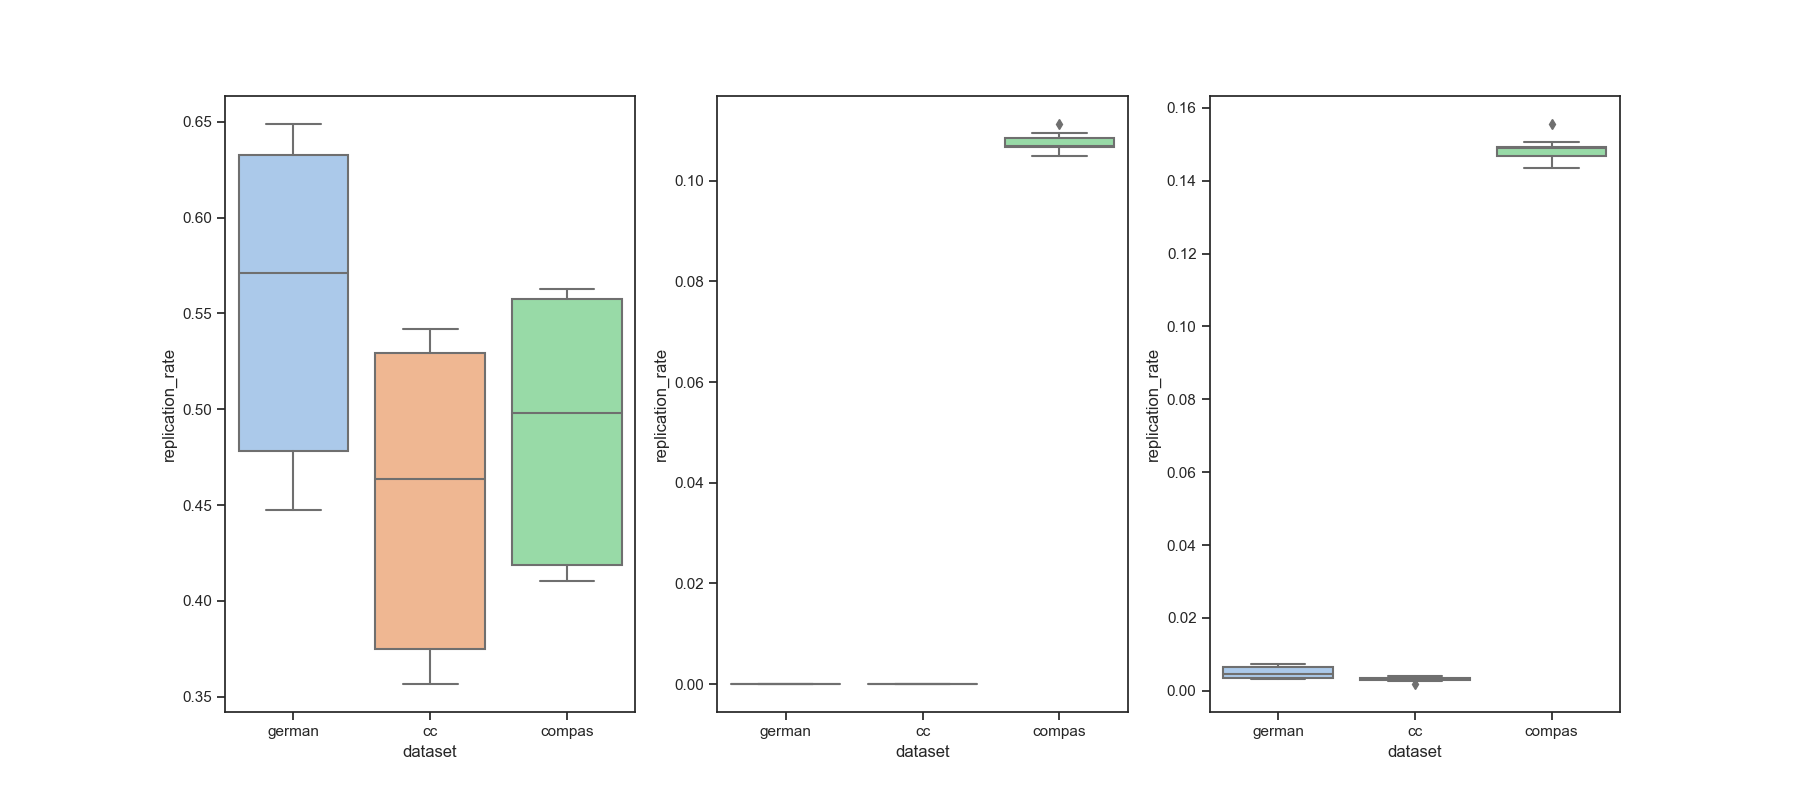 0.65
0.60
0.55
0.50
0.45
0.40
0.35
replication_rate
german
cc
compas
dataset
0.10
0.08
0.06
0.04
0.02
0.00
replication_rate
german
cc
compas
dataset
0.16
0.14
0.12
0.10
0.08
0.06
0.04
0.02
0.00
replication_rate
german
cc
compas
dataset